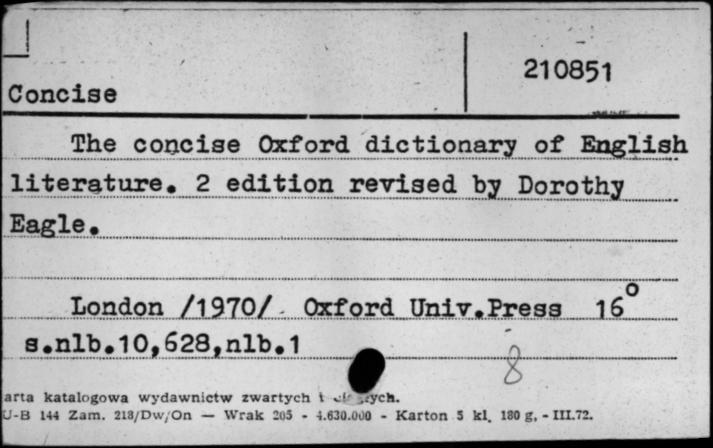 210851
Concise
The concise Oxford dictionary of English
literature. 2 edition revised by Dorothy
Eagle.
London /1970/. Oxford Univ.Press 16°
s.nlb.10,628,nlb.1
8
arta katalogowa wydawnictw zwartych i
U-B 144 Zam. 218/Dw/On — Wrak 205 - 4.630.000 - Karton 5 kl. 180 g, - III.72.